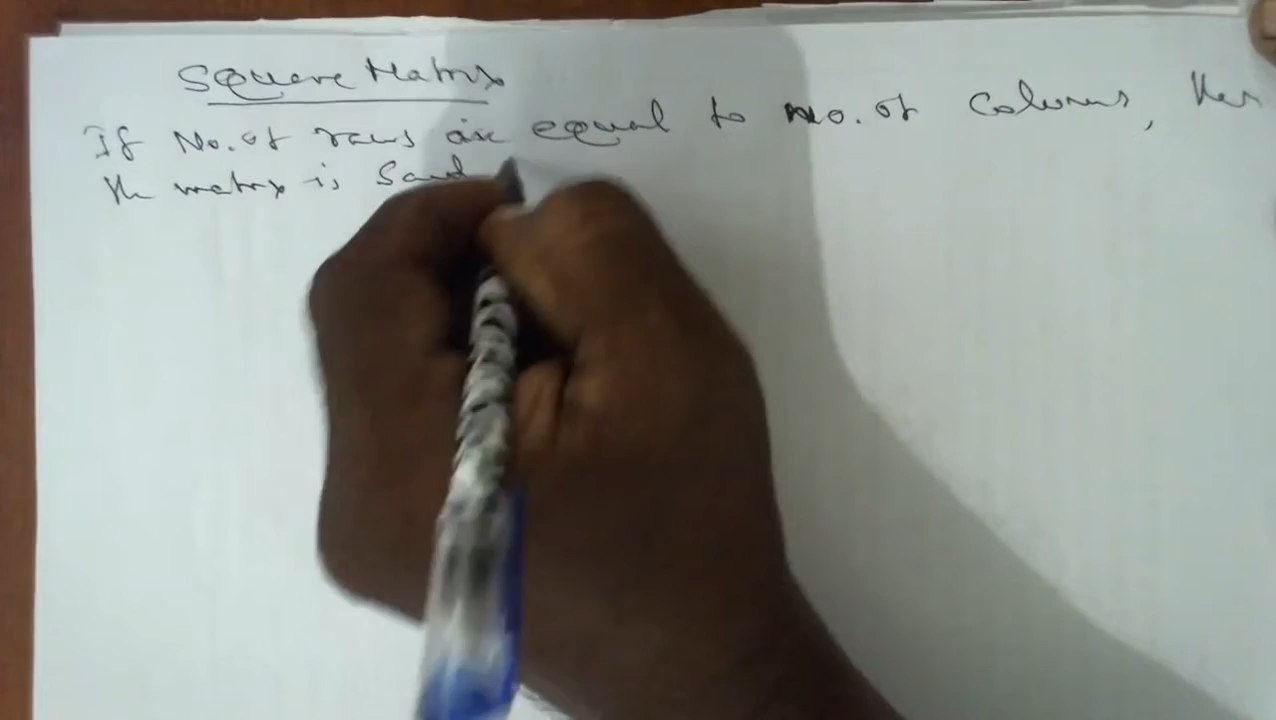 Square Matrix
If No. of rows are equal to no. of columns, then
the matrix is Said